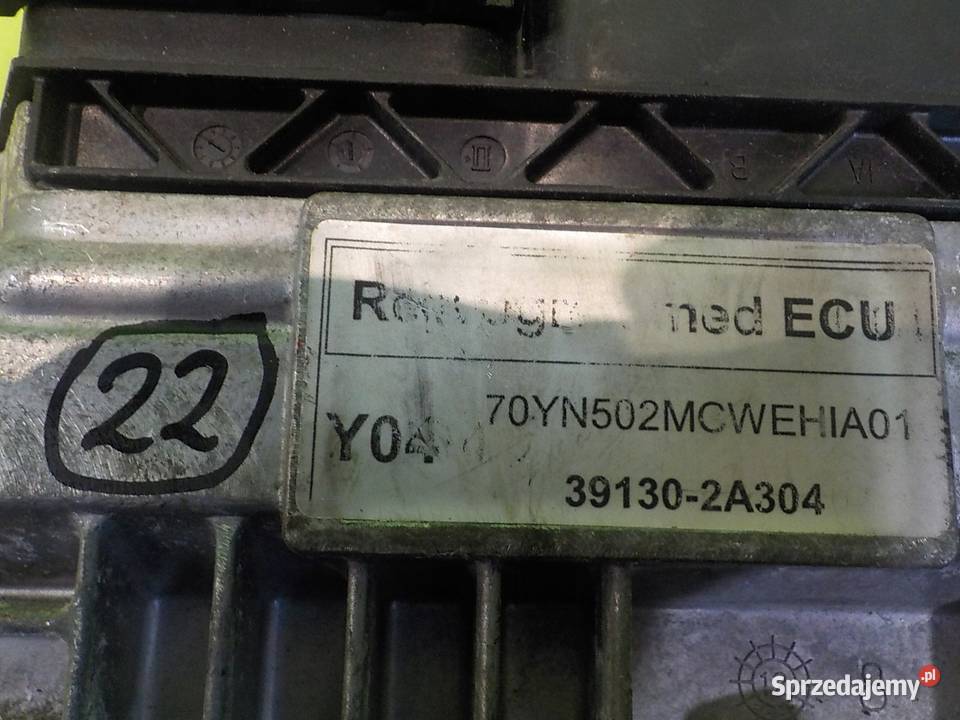 22
ECU
70YN502MCWEHIA01
Y04
39130-2A304
Sprzedajemy.pl